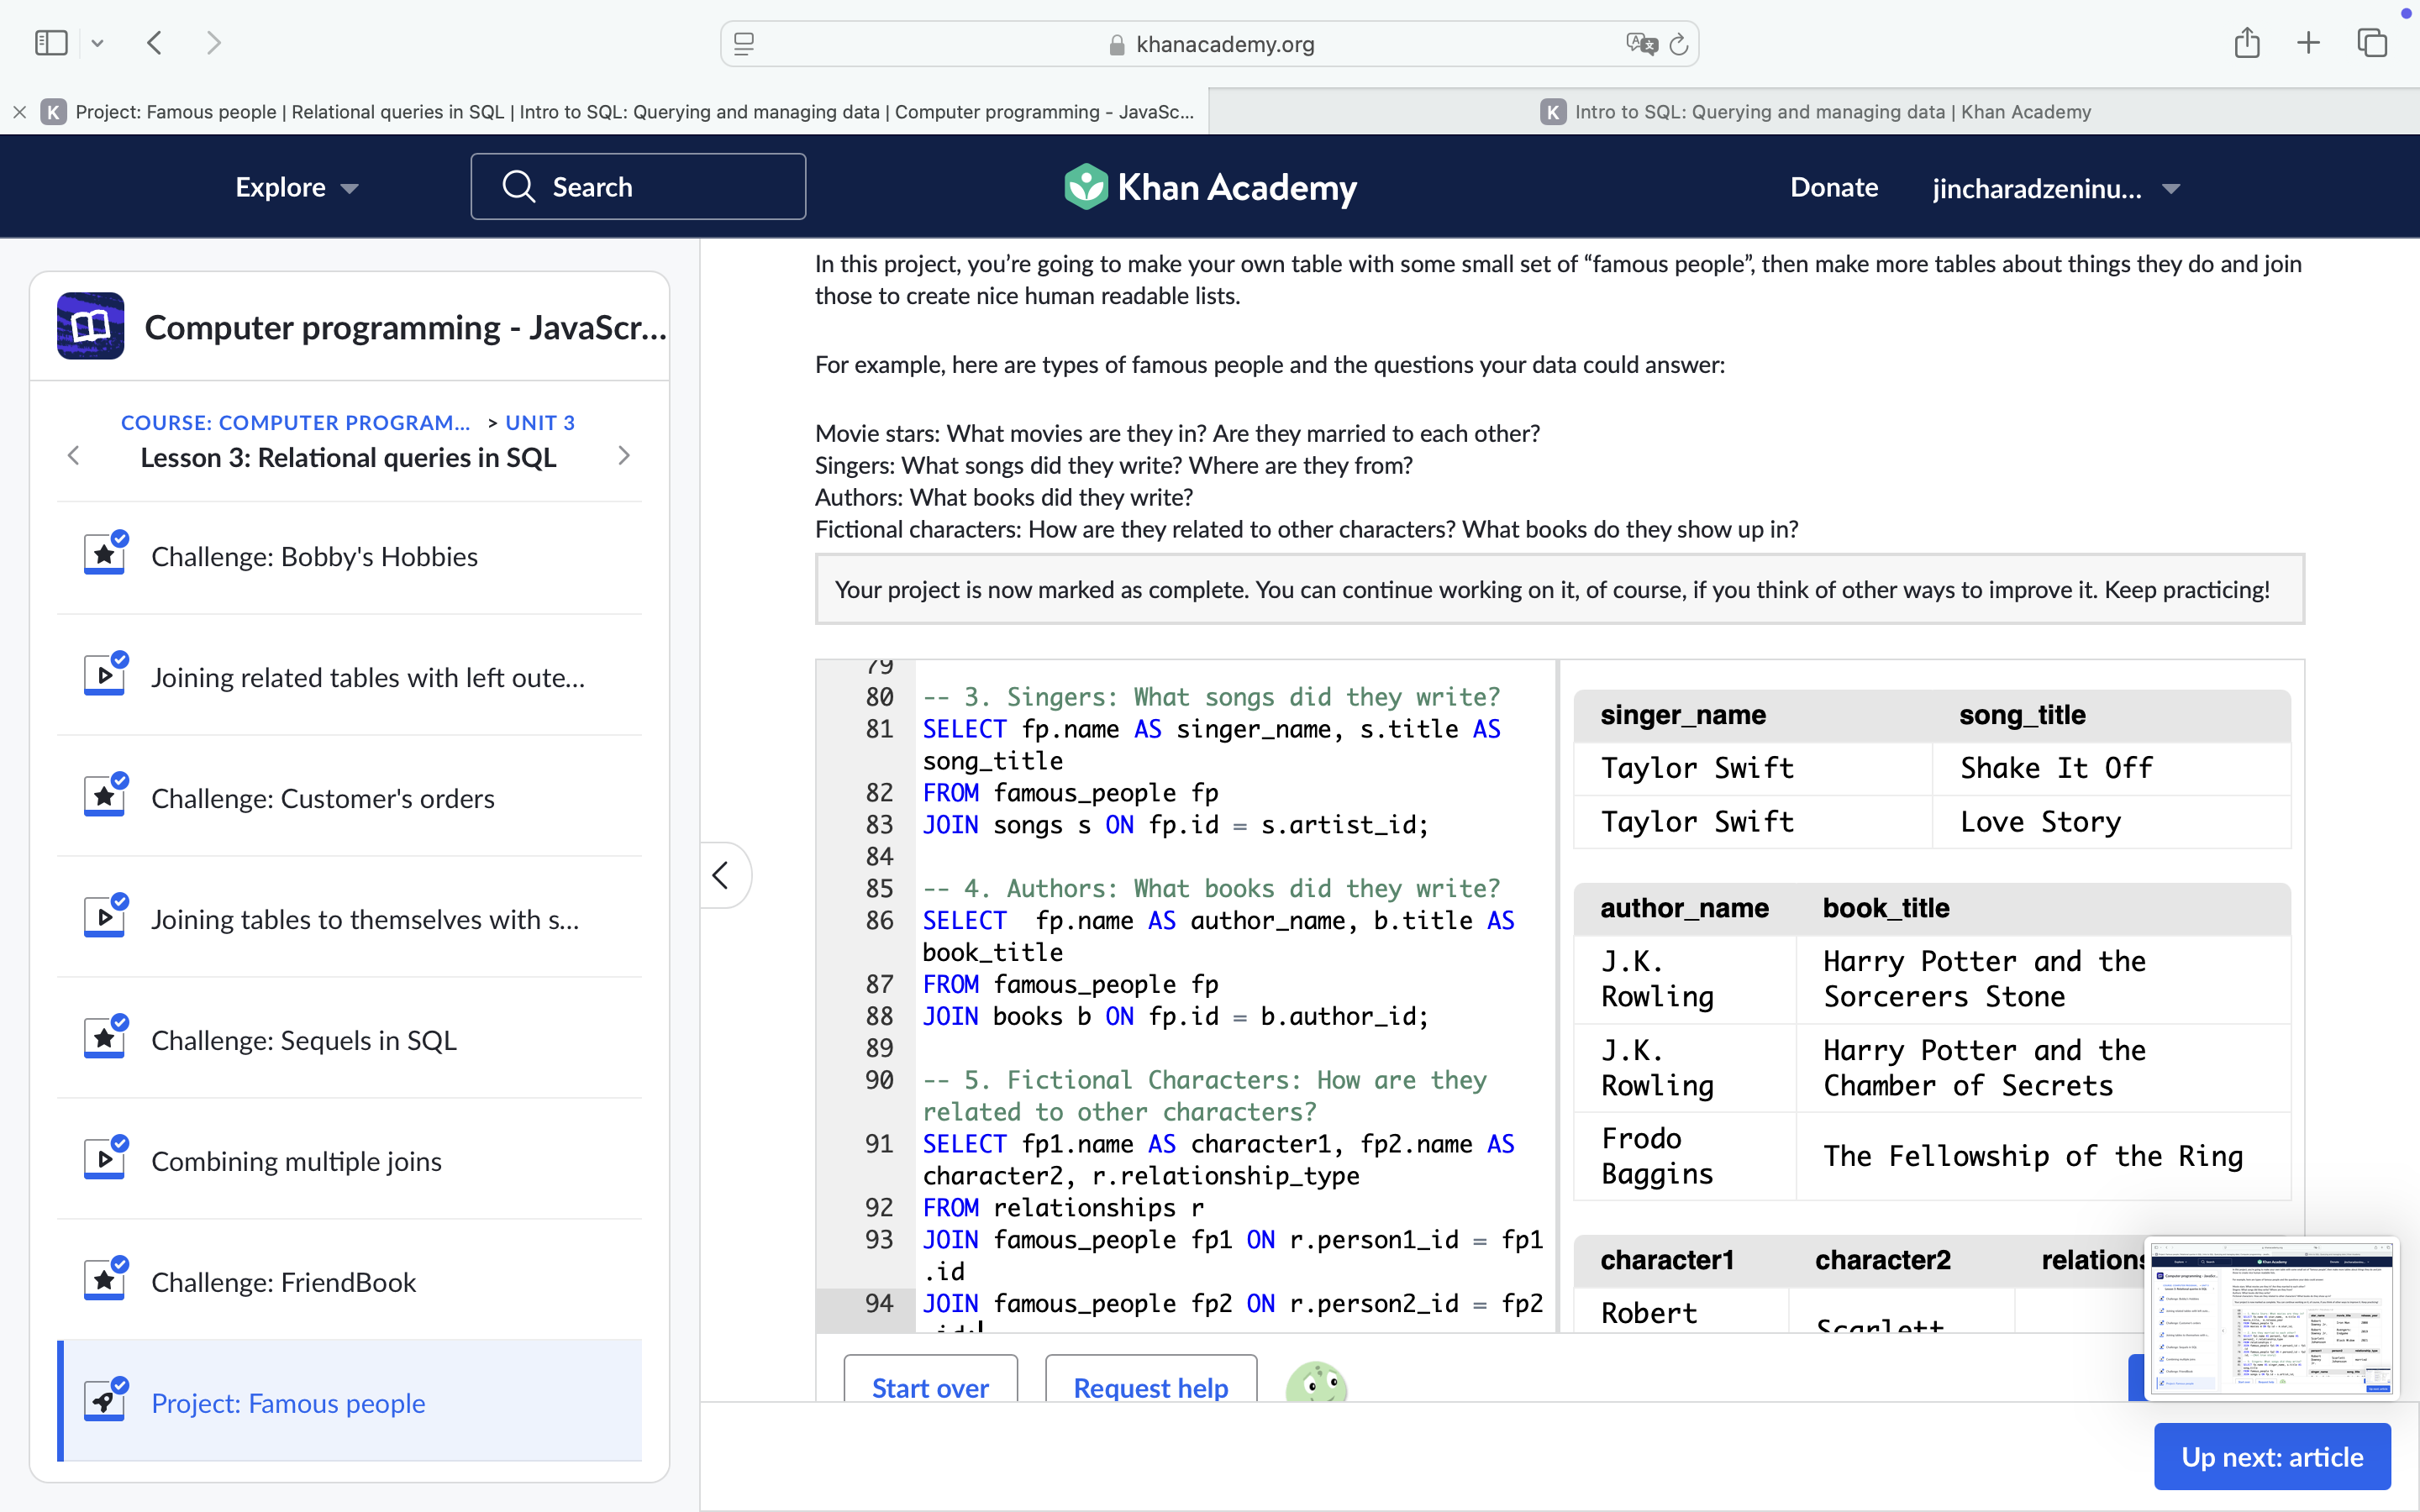 khanacademy.org
Project: Famous people | Relational queries in SQL | Intro to SQL: Querying and managing data | Computer programming - JavaSc...
Intro to SQL: Querying and managing data | Khan Academy
Explore
Search
Khan Academy
Donate
jincharadzeninu...
Computer programming - JavaScr...
COURSE: COMPUTER PROGRAM... > UNIT 3
Lesson 3: Relational queries in SQL
Challenge: Bobby's Hobbies
Joining related tables with left oute...
Challenge: Customer's orders
Joining tables to themselves with s...
Challenge: Sequels in SQL
Combining multiple joins
Challenge: FriendBook
Project: Famous people
In this project, you’re going to make your own table with some small set of “famous people”, then make more tables about things they do and join
those to create nice human readable lists.
For example, here are types of famous people and the questions your data could answer:
Movie stars: What movies are they in? Are they married to each other?
Singers: What songs did they write? Where are they from?
Authors: What books did they write?
Fictional characters: How are they related to other characters? What books do they show up in?
Your project is now marked as complete. You can continue working on it, of course, if you think of other ways to improve it. Keep practicing!
79
80 -- 3. Singers: What songs did they write?
81 SELECT fp.name AS singer_name, s.title AS
song_title
82 FROM famous_people fp
83 JOIN songs s ON fp.id = s.artist_id;
84
85 -- 4. Authors: What books did they write?
86 SELECT  fp.name AS author_name, b.title AS
book_title
87 FROM famous_people fp
88 JOIN books b ON fp.id = b.author_id;
89
90 -- 5. Fictional Characters: How are they
related to other characters?
91 SELECT fp1.name AS character1, fp2.name AS
character2, r.relationship_type
92 FROM relationships r
93 JOIN famous_people fp1 ON r.person1_id = fp1
.id
94 JOIN famous_people fp2 ON r.person2_id = fp2
.id;
singer_name song_title
Taylor Swift Shake It Off
Taylor Swift Love Story
author_name book_title
J.K.
Rowling
Harry Potter and the
Sorcerers Stone
J.K.
Rowling
Harry Potter and the
Chamber of Secrets
Frodo
Baggins
The Fellowship of the Ring
character1 character2 relations
Robert
Scarlett
Start over
Request help
Up next: article